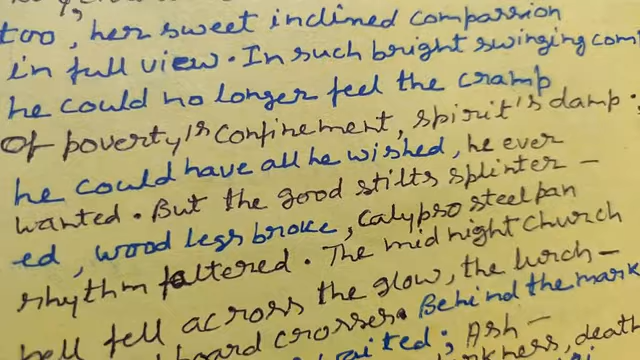 too, her sweet inclined compassion
in full view. In such bright swinging com
he could no longer feel the cramp
Of poverty's confinement, spirit's damp.
he could have all he wished, he ever
wanted. But the good stilts splinter –
ed, wood legs broke, calypso steel pan
rhythm faltered. The midnight Church
bell fell across the glow, the lurch –
board crosses. Behind the mark
waited; Ash –
kness, death